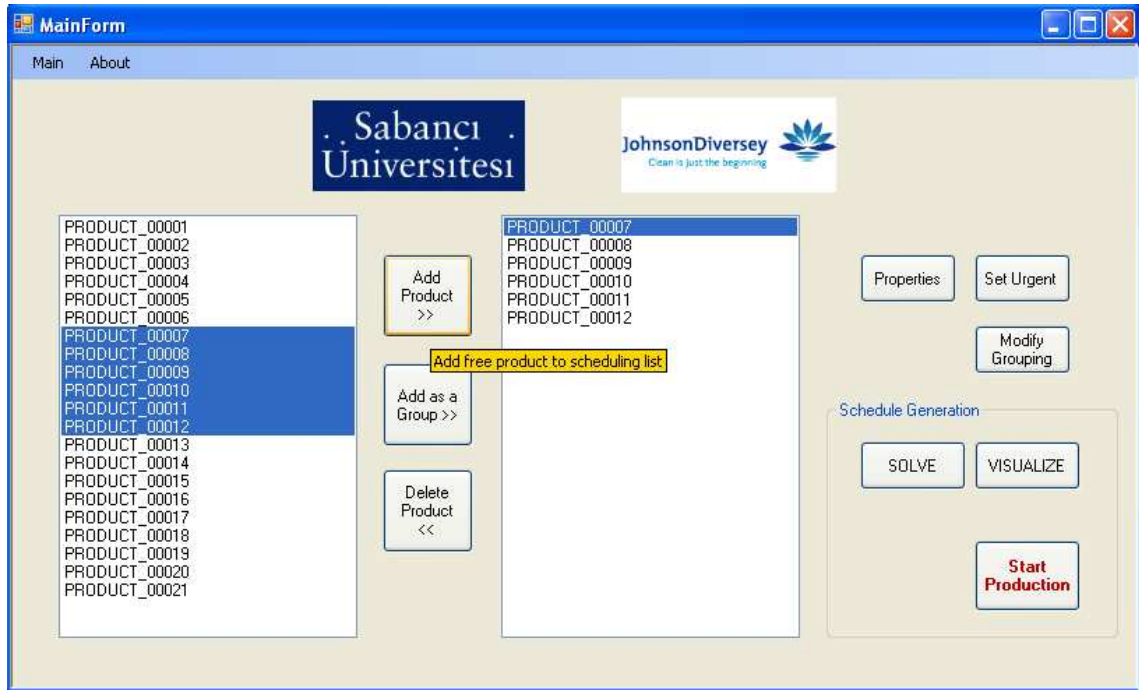 MainForm
Main About
. Sabancı .
. Üniversitesi
JohnsonDiversey
Clean is just the beginning
PRODUCT_00001
PRODUCT_00002
PRODUCT_00003
PRODUCT_00004
PRODUCT_00005
PRODUCT_00006
PRODUCT_00007
PRODUCT_00008
PRODUCT_00009
PRODUCT_00010
PRODUCT_00011
PRODUCT_00012
PRODUCT_00013
PRODUCT_00014
PRODUCT_00015
PRODUCT_00016
PRODUCT_00017
PRODUCT_00018
PRODUCT_00019
PRODUCT_00020
PRODUCT_00021
Add
Product
>>
Add free product to scheduling list
Add as a
Group >>
Delete
Product
<<
PRODUCT_00007
PRODUCT_00008
PRODUCT_00009
PRODUCT_00010
PRODUCT_00011
PRODUCT_00012
Properties
Set Urgent
Modify
Grouping
Schedule Generation
SOLVE
VISUALIZE
Start
Production